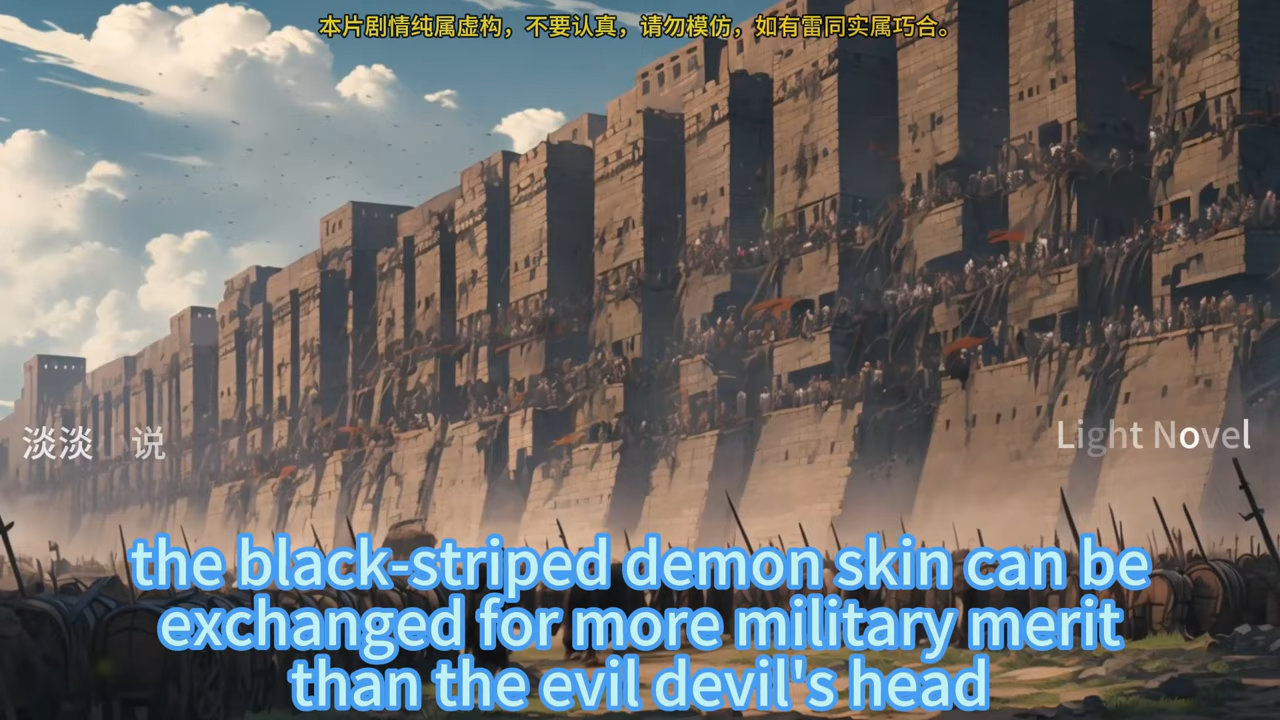 本片剧情纯属虚构，不要认真，请勿模仿，如有雷同实属巧合。
淡淡 说
Light Novel
the black-striped demon skin can be
exchanged for more military merit
than the evil devil's head